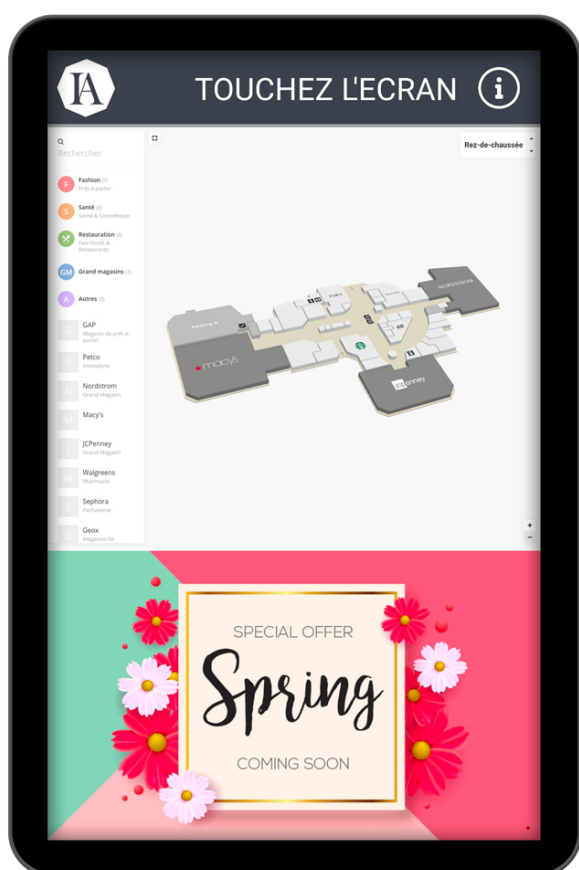 IA
TOUCHEZ L'ECRAN
Rechercher
Rez-de-chaussée
F
Fashion (7)
Prêt-à-porter
S
Santé (3)
Santé & Cosmétique
Restauration (6)
Fast-foods &
Restaurants
GM
Grand magasins (3)
A
Autres (3)
G
GAP
Magasin de prêt-à-
porter
P
Petco
Animalerie
N
Nordstrom
Grand Magasin
M
Macy's
J
JCPenney
Grand Magasin
W
Walgreens
Pharmacie
S
Sephora
Parfumerie
G
Geox
Magasins de
NORDSTROM
ZARA
Parking A
macy's
JCPenney
+
−
SPECIAL OFFER
Spring
COMING SOON